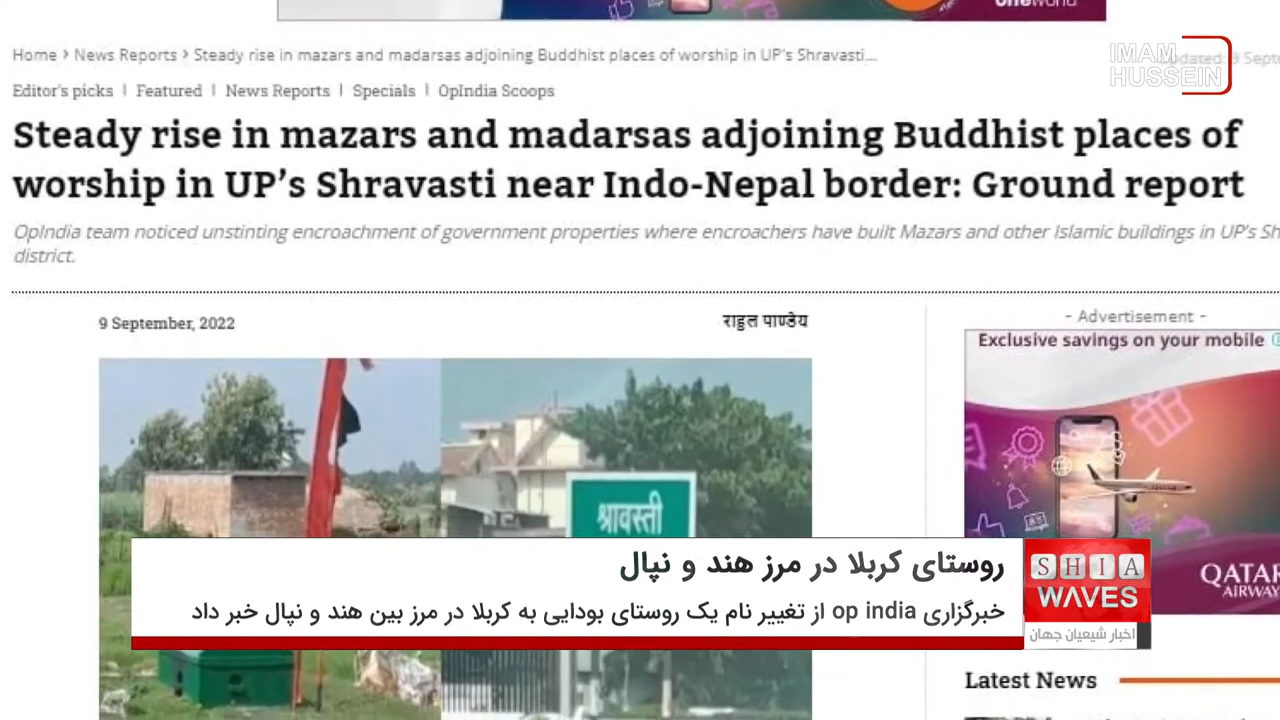 oneworld
Home > News Reports > Steady rise in mazars and madarsas adjoining Buddhist places of worship in UP's Shravasti...
IMAM
HUSSEIN
Editor's picks | Featured | News Reports | Specials | OpIndia Scoops
Steady rise in mazars and madarsas adjoining Buddhist places of
worship in UP’s Shravasti near Indo-Nepal border: Ground report
OpIndia team noticed unstinting encroachment of government properties where encroachers have built Mazars and other Islamic buildings in UP's Sh
district.
9 September, 2022
राहुल पाण्डेय
- Advertisement -
Exclusive savings on your mobile
श्रावस्ती
QATAR
AIRWAY
روستای کربلا در مرز هند و نپال
خبرگزاری op india از تغییر نام یک روستای بودایی به کربلا در مرز بین هند و نپال خبر داد
SHIA
WAVES
اخبار شیعیان جهان
Latest News